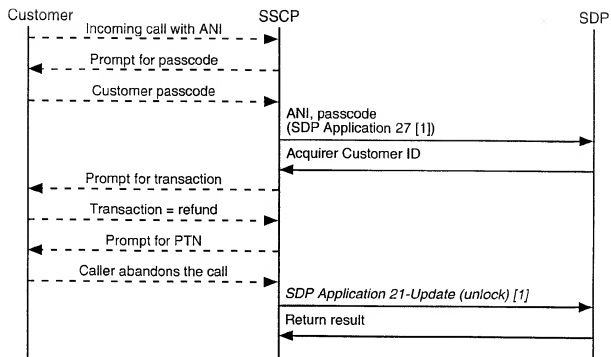 Customer SSCP SDP
Incoming call with ANI
Prompt for passcode
Customer passcode
ANI, passcode
(SDP Application 27 [1])
Acquirer Customer ID
Prompt for transaction
Transaction = refund
Prompt for PTN
Caller abandons the call
SDP Application 21-Update (unlock) [1]
Return result